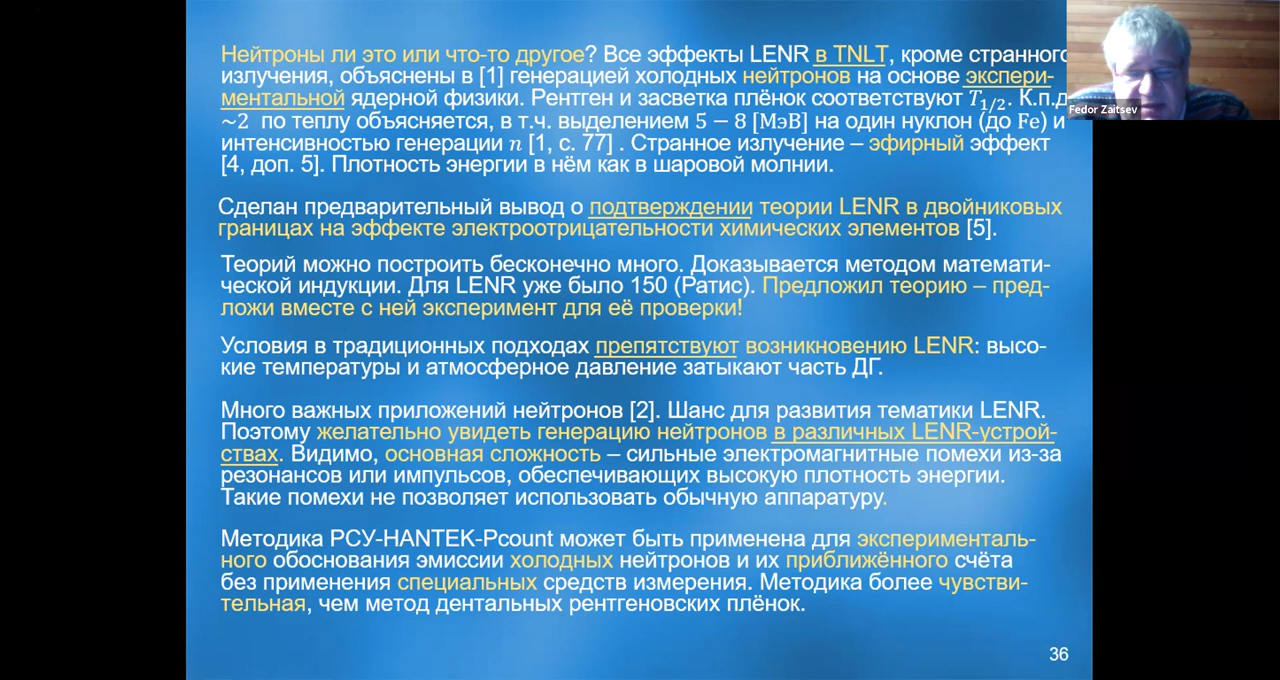 Нейтроны ли это или что-то другое? Все эффекты LENR в TNLT, кроме странного
излучения, объяснены в [1] генерацией холодных нейтронов на основе экспери-
ментальной ядерной физики. Рентген и засветка плёнок соответствуют T1/2. К.п.д
~2 по теплу объясняется, в т.ч. выделением 5 − 8 [МэВ] на один нуклон (до Fe) и
интенсивностью генерации n [1, с. 77] . Странное излучение – эфирный эффект
[4, доп. 5]. Плотность энергии в нём как в шаровой молнии.
Сделан предварительный вывод о подтверждении теории LENR в двойниковых
границах на эффекте электроотрицательности химических элементов [5].
Теорий можно построить бесконечно много. Доказывается методом математи-
ческой индукции. Для LENR уже было 150 (Ратис). Предложил теорию – пред-
ложи вместе с ней эксперимент для её проверки!
Условия в традиционных подходах препятствуют возникновению LENR: высо-
кие температуры и атмосферное давление затыкают часть ДГ.
Много важных приложений нейтронов [2]. Шанс для развития тематики LENR.
Поэтому желательно увидеть генерацию нейтронов в различных LENR-устрой-
ствах. Видимо, основная сложность – сильные электромагнитные помехи из-за
резонансов или импульсов, обеспечивающих высокую плотность энергии.
Такие помехи не позволяет использовать обычную аппаратуру.
Методика РСУ-HANTEK-Pcount может быть применена для эксперименталь-
ного обоснования эмиссии холодных нейтронов и их приближённого счёта
без применения специальных средств измерения. Методика более чувстви-
тельная, чем метод дентальных рентгеновских плёнок.
36
Fedor Zaitsev